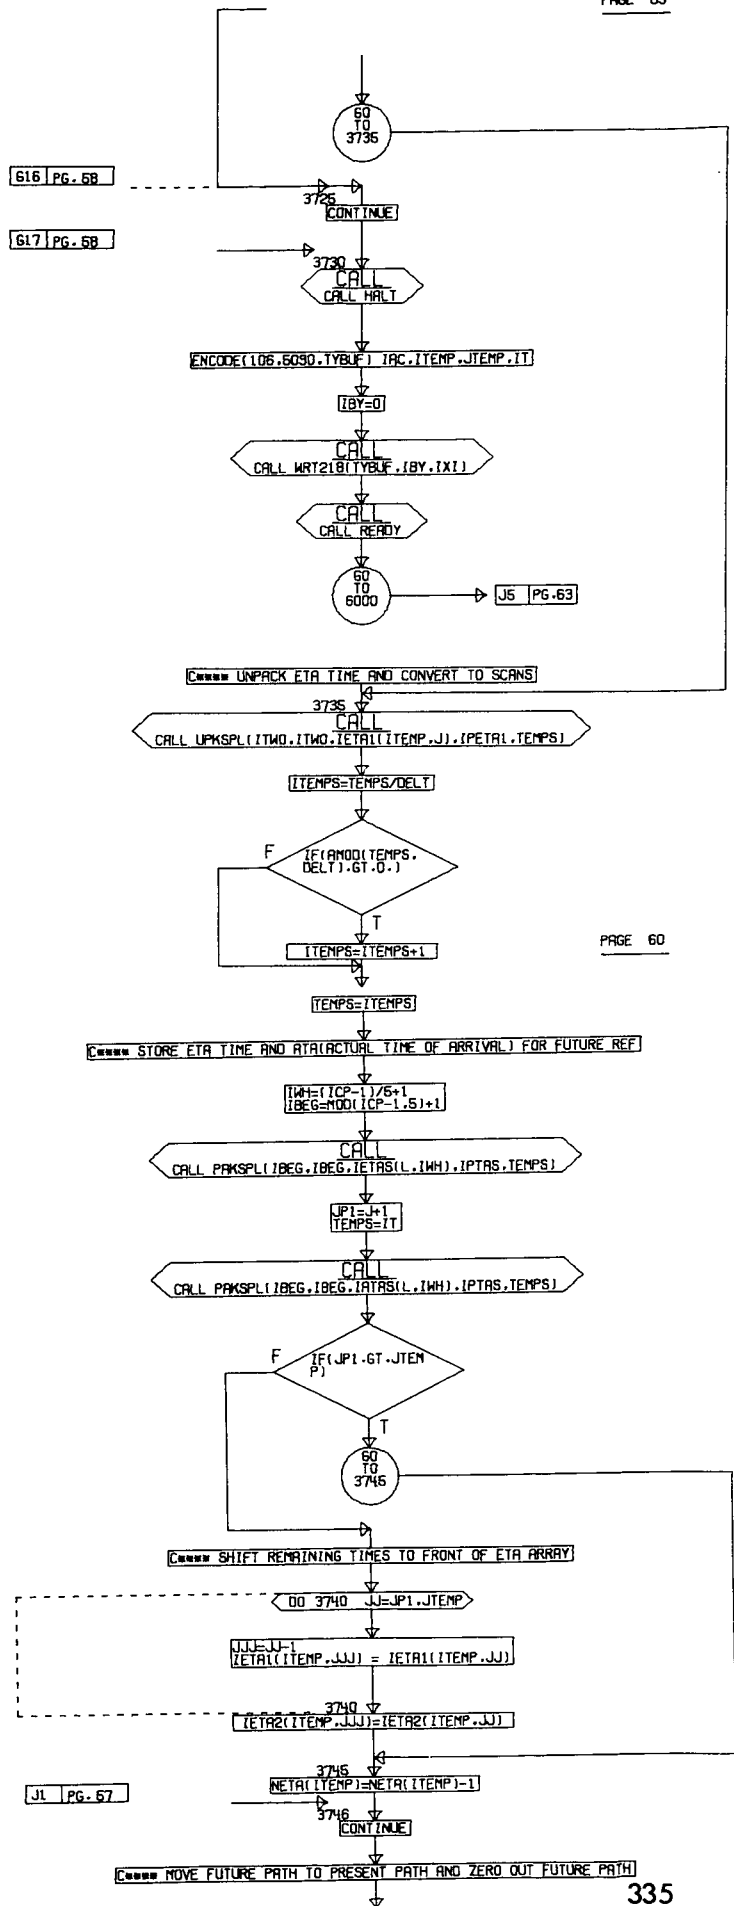 GO
TO
3735
G16 PG.58
3725
CONTINUE
G17 PG.58
3730
CALL
CALL HALT
ENCODE(106.5090.TYBUF) IAC.ITEMP.JTEMP.IT
IBY=0
CALL
CALL WRT218(TYBUF.IBY.IXI)
CALL
CALL READY
GO
TO
6000
J5 PG.63
C**** UNPACK ETA TIME AND CONVERT TO SCANS
3735
CALL
CALL UPKSPL(ITWO.ITWO.IETA1(ITEMP.J).IPETA1.TEMPS)
ITEMPS=TEMPS/DELT
F
IF(AMOD(TEMPS.
DELT).GT.0.)
T
ITEMPS=ITEMPS+1
PAGE 60
TEMPS=ITEMPS
C**** STORE ETA TIME AND ATA(ACTUAL TIME OF ARRIVAL) FOR FUTURE REF
IWH=(ICP-1)/5+1
IBEG=MOD(ICP-1.5)+1
CALL
CALL PAKSPL(IBEG.IBEG.IETAS(L.IWH).IPTAS.TEMPS)
JP1=J+1
TEMPS=IT
CALL
CALL PAKSPL(IBEG.IBEG.IATAS(L.IWH).IPTAS.TEMPS)
F
IF(JP1.GT.JTEM
P)
T
GO
TO
3745
C**** SHIFT REMAINING TIMES TO FRONT OF ETA ARRAY
DO 3740 JJ=JP1.JTEMP
JJJ=JJ-1
IETA1(ITEMP.JJJ) = IETA1(ITEMP.JJ)
3740
IETA2(ITEMP.JJJ)=IETA2(ITEMP.JJ)
3745
NETA(ITEMP)=NETA(ITEMP)-1
J1 PG.57
3746
CONTINUE
C**** MOVE FUTURE PATH TO PRESENT PATH AND ZERO OUT FUTURE PATH
335